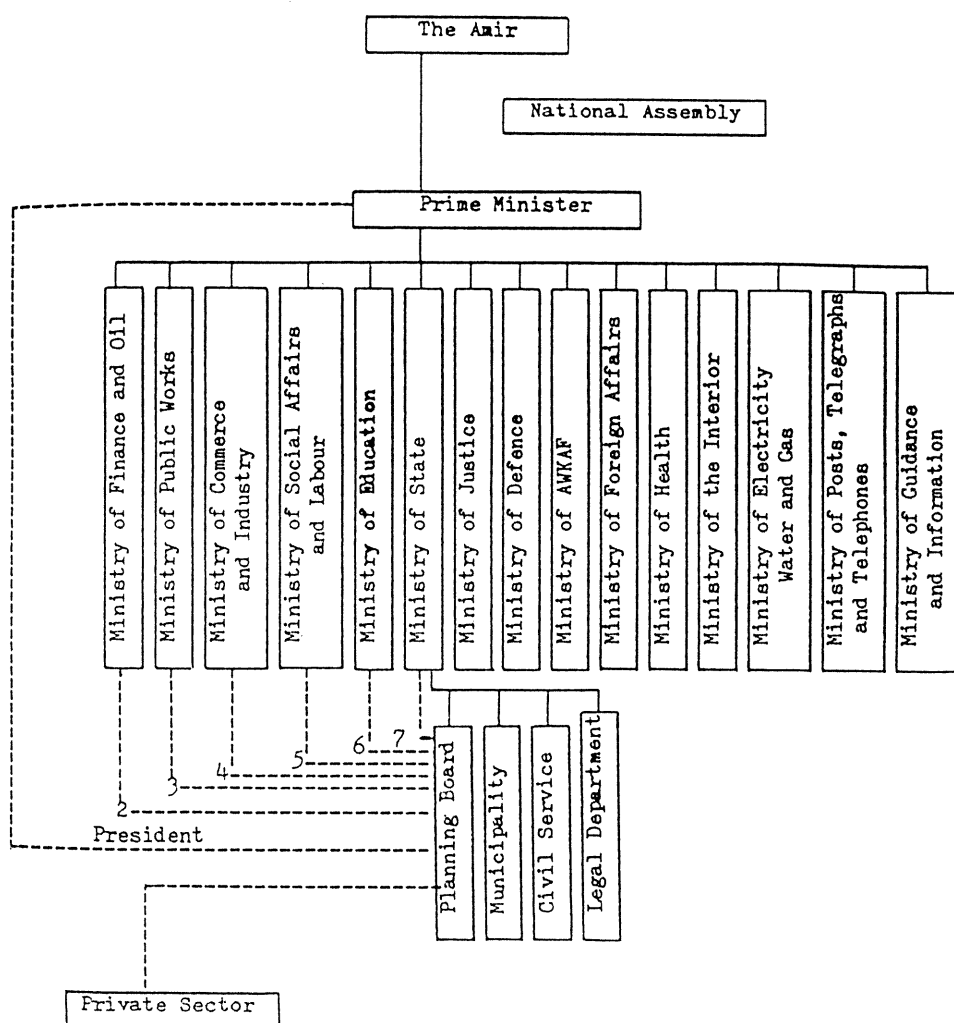 The Amir
National Assembly
Prime Minister
Ministry of Finance and Oil
Ministry of Public Works
Ministry of Commerce
and Industry
Ministry of Social Affairs
and Labour
Ministry of Education
Ministry of State
Ministry of Justice
Ministry of Defence
Ministry of AWKAF
Ministry of Foreign Affairs
Ministry of Health
Ministry of the Interior
Ministry of Electricity
Water and Gas
Ministry of Posts, Telegraphs
and Telephones
Ministry of Guidance
and Information
7
6
5
4
3
2
President
Planning Board
Municipality
Civil Service
Legal Department
Private Sector